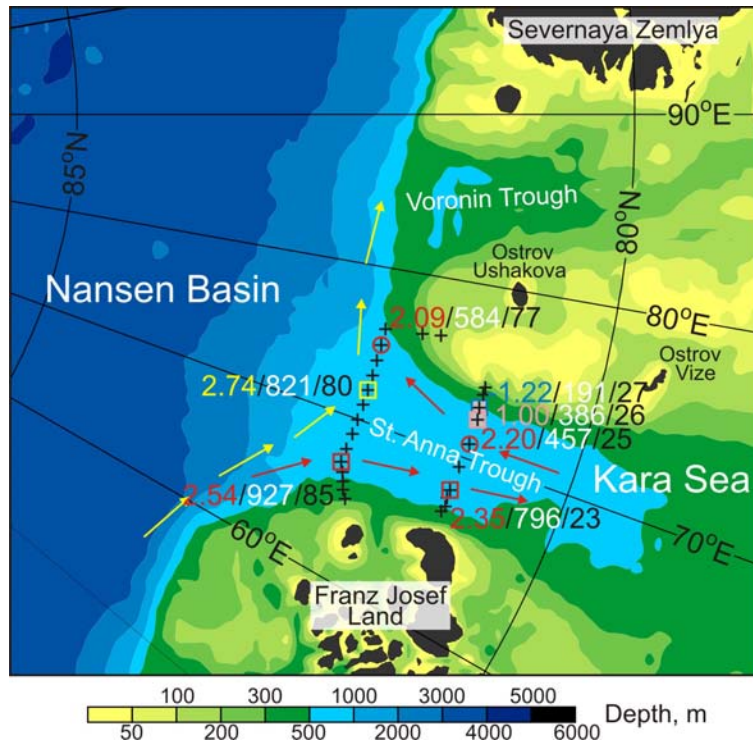 Severnaya Zemlya
90°E
85°N
Voronin Trough
80°N
Ostrov
Ushakova
Nansen Basin
2.09/584/77
80°E
Ostrov
Vize
2.74/821/80
-1.22/191/27
-1.00/386/26
2.20/457/25
St. Anna Trough
Kara Sea
2.54/927/85
2.35/796/23
70°E
60°E
Franz Josef
Land
100 300 1000 3000 5000
50 200 500 2000 4000 6000
Depth, m